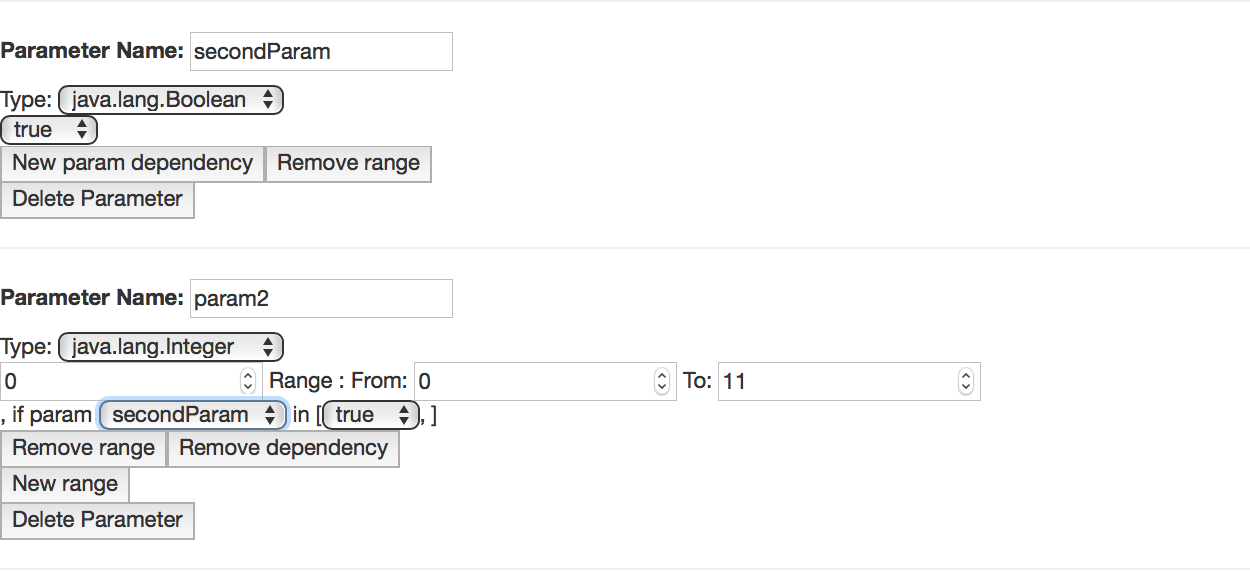 Parameter Name: secondParam
Type: java.lang.Boolean
true
New param dependency Remove range
Delete Parameter
Parameter Name: param2
Type: java.lang.Integer
0 Range : From: 0 To: 11
, if param secondParam in [ true , ]
Remove range Remove dependency
New range
Delete Parameter